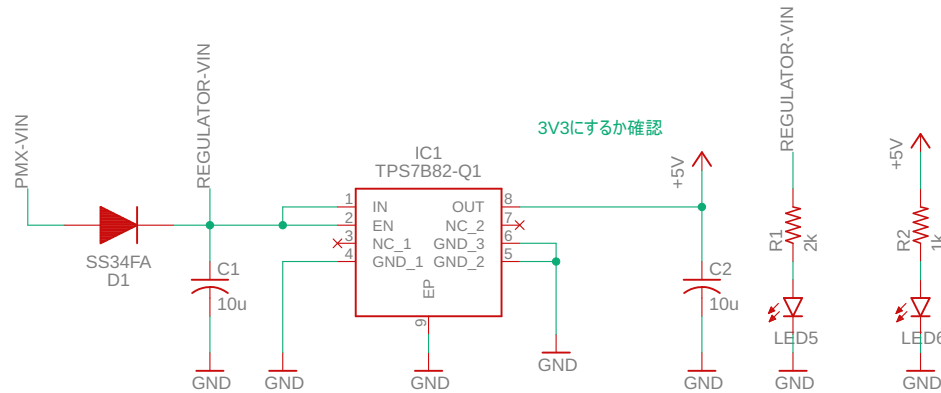 PMX-VIN
SS34FA
D1
REGULATOR-VIN
C1
10u
GND
GND
IC1
TPS7B82-Q1
1 IN
2 EN
3 NC_1
4 GND_1
OUT 8
NC_2 7
GND_3 6
GND_2 5
EP
9
GND
GND
3V3にするか確認
+5V
C2
10u
GND
REGULATOR-VIN
R1
2k
LED5
GND
+5V
R2
1k
LED6
GND